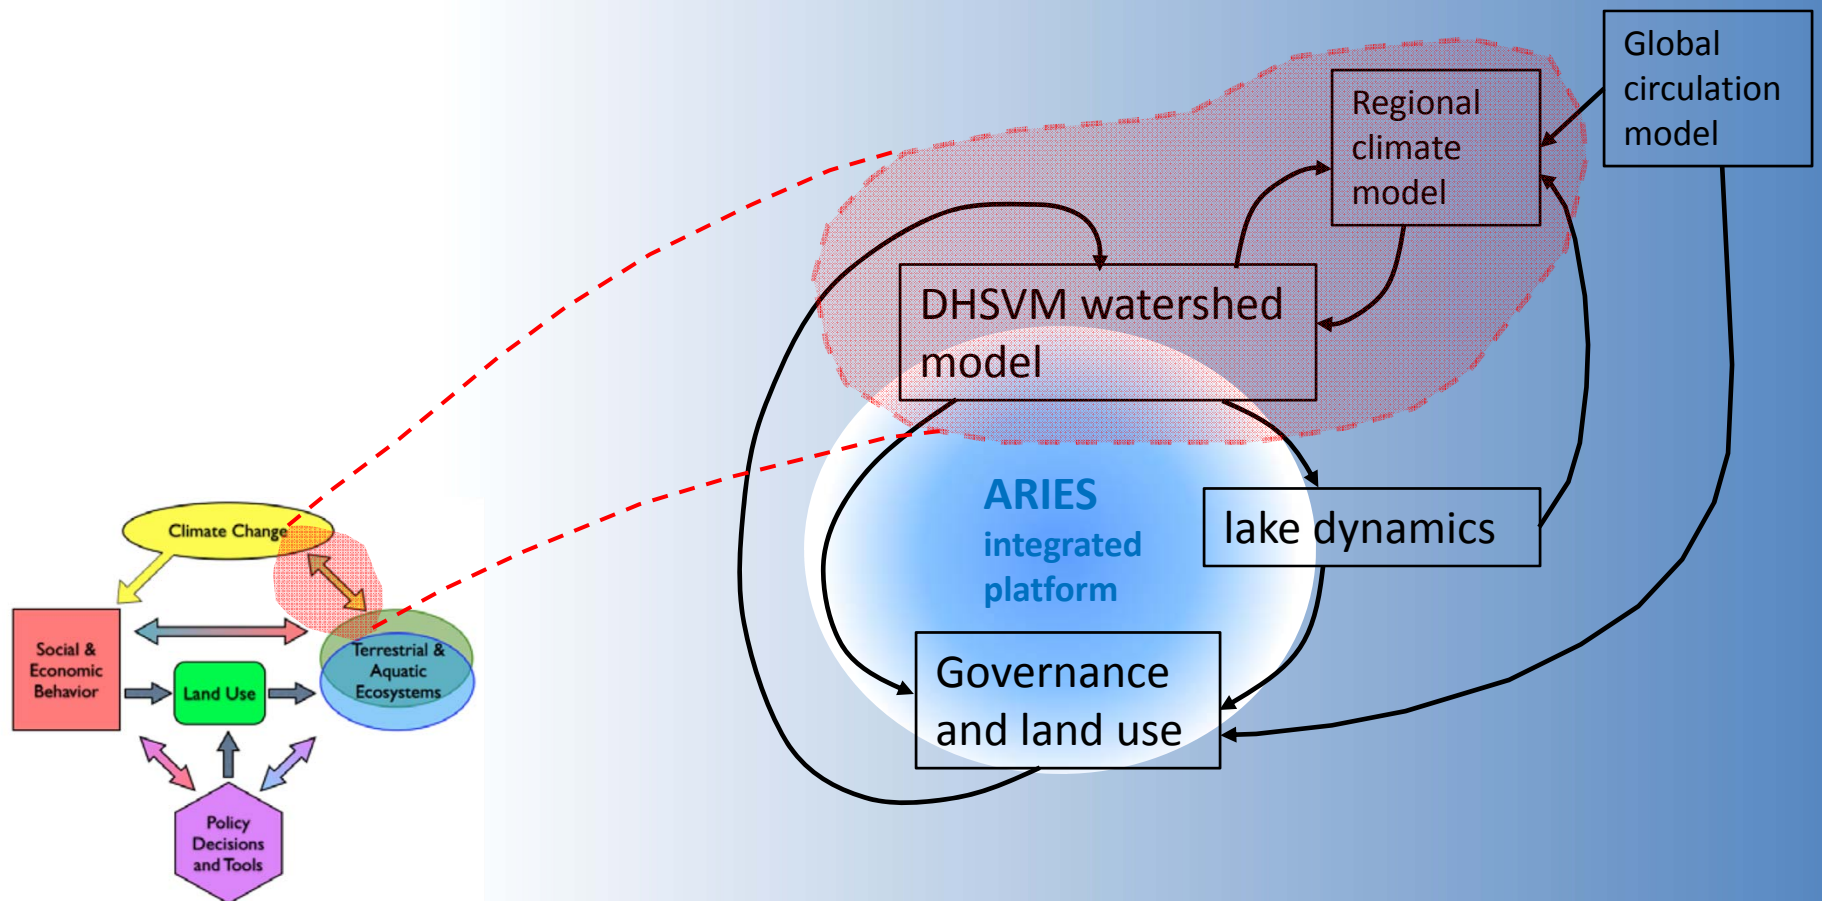 Global
circulation
model
Regional
climate
model
DHSVM watershed
model
ARIES
integrated
platform
lake dynamics
Governance
and land use
Climate Change
Social &
Economic
Behavior
Land Use
Terrestrial &
Aquatic
Ecosystems
Policy
Decisions
and Tools